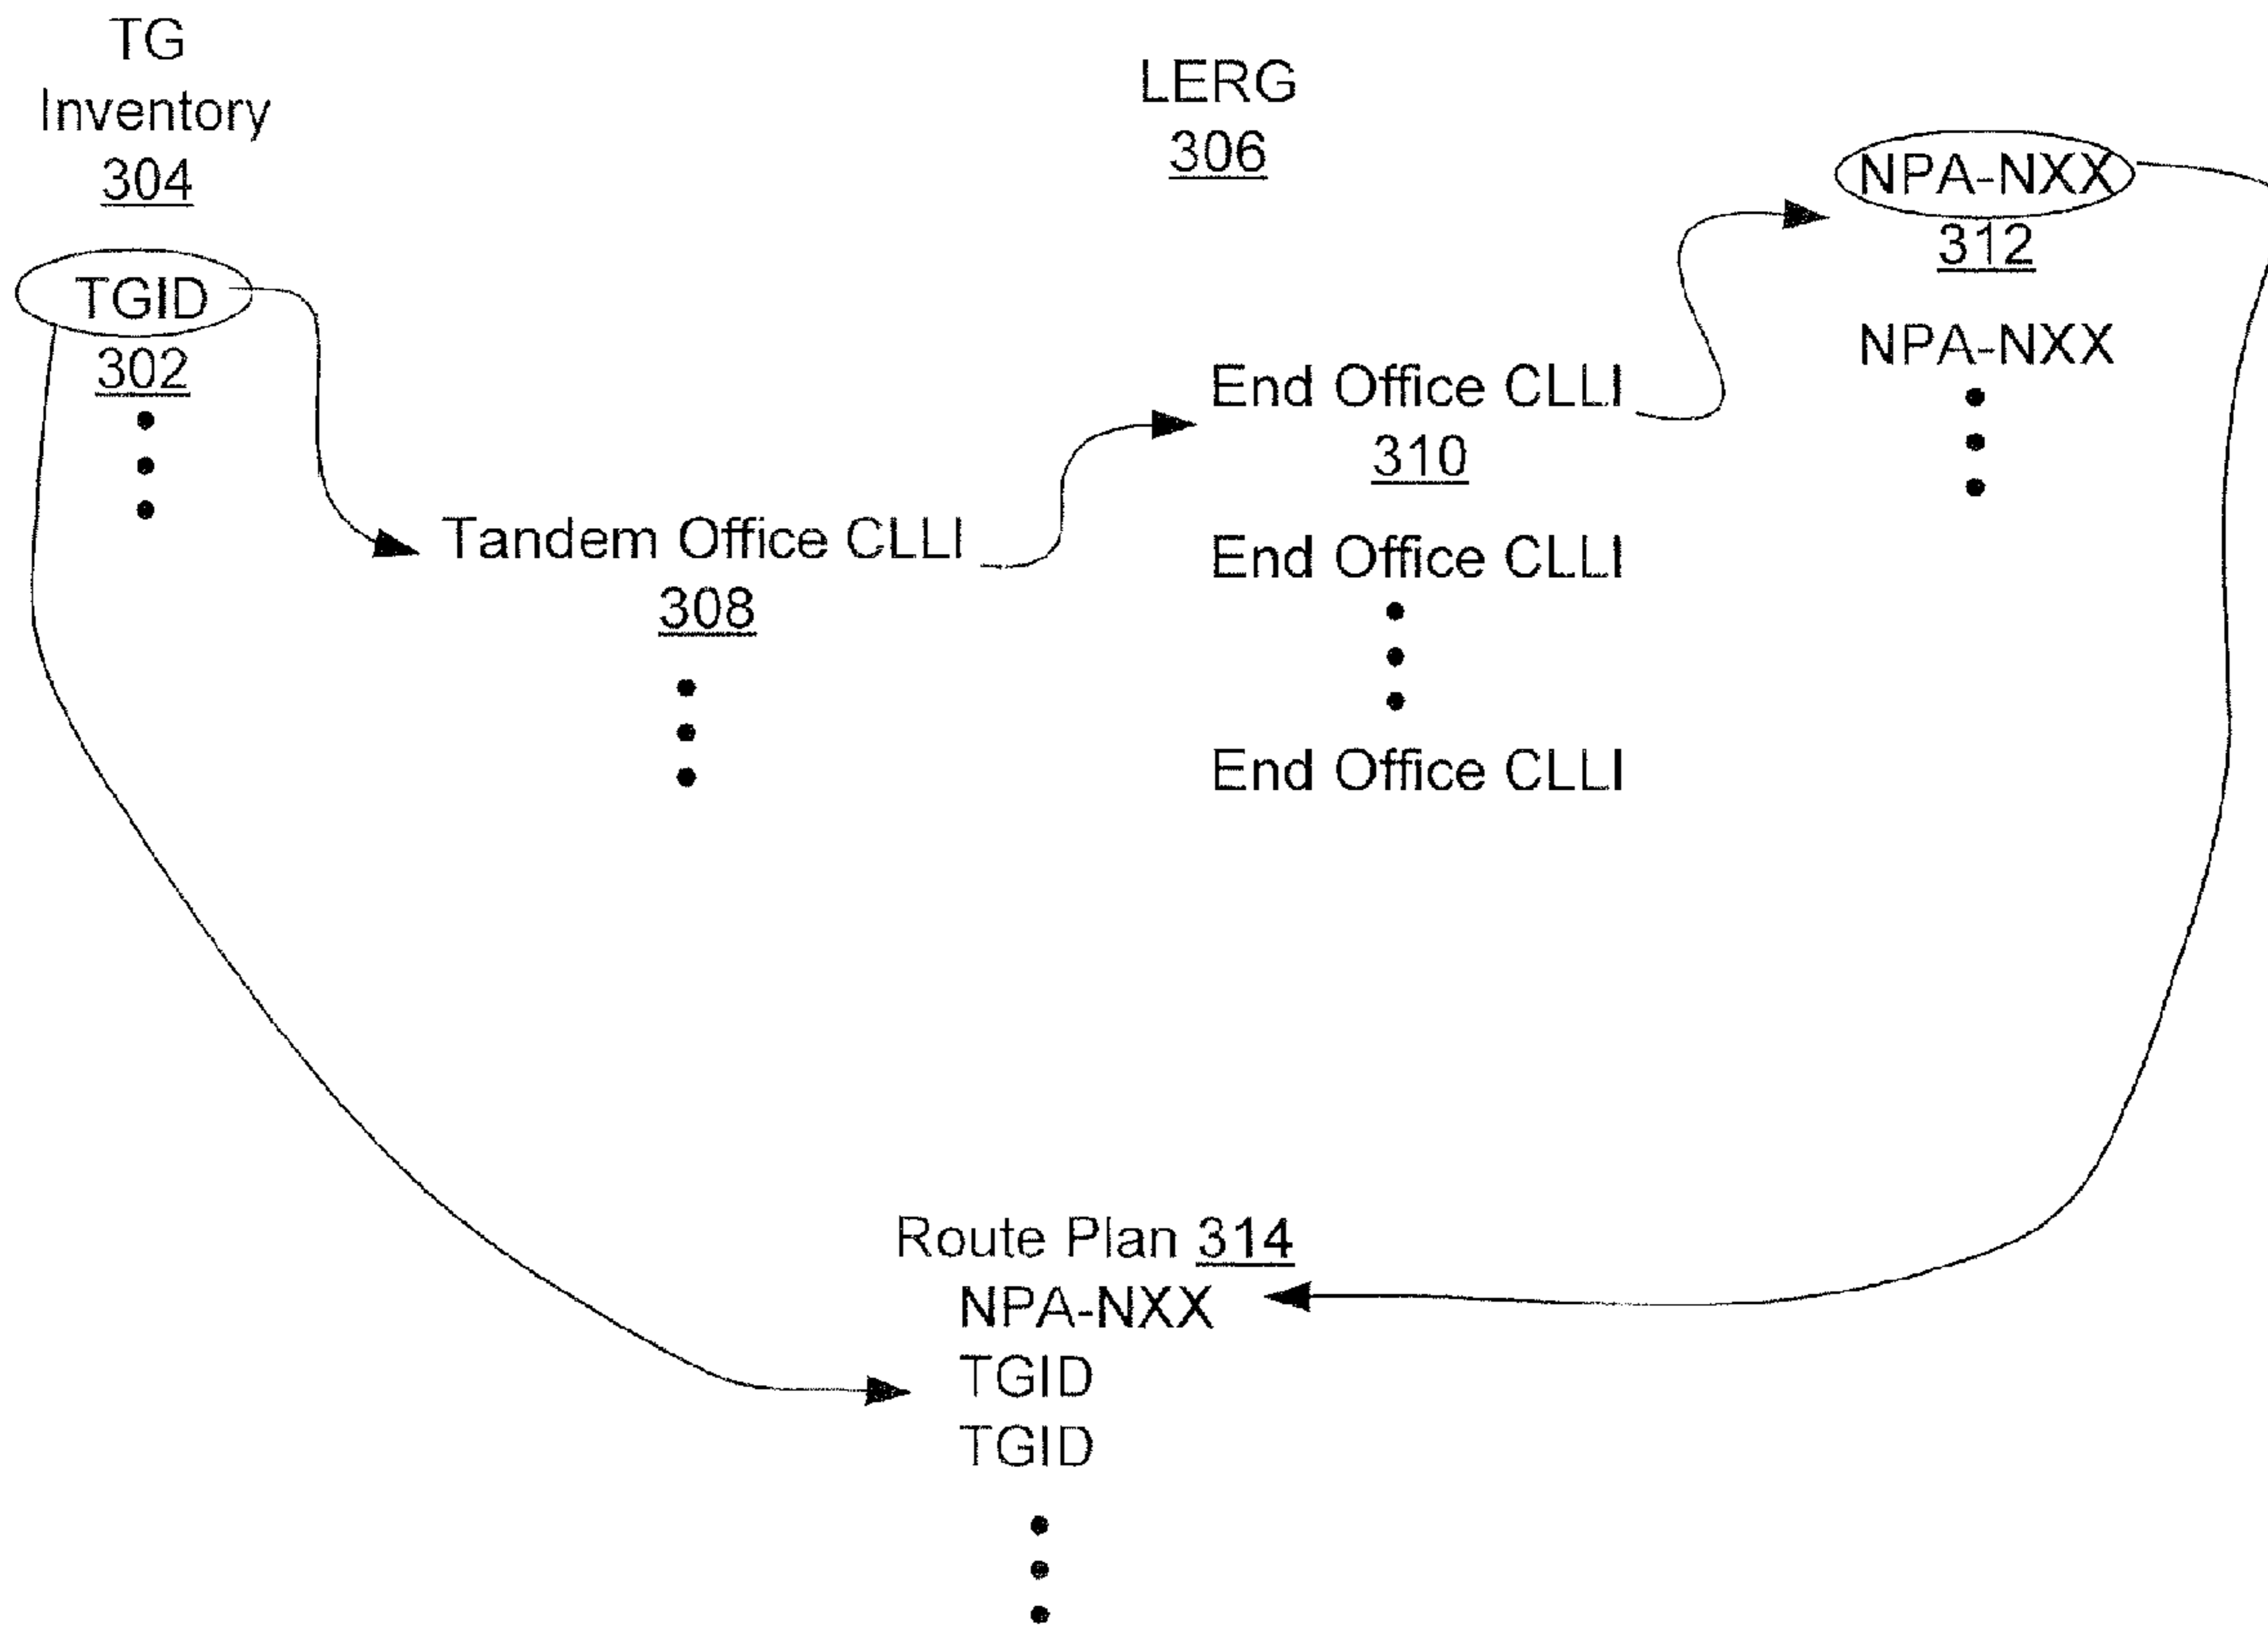 TG
Inventory
304
TGID
302
LERG
306
Tandem Office CLLI
308
End Office CLLI
310
End Office CLLI
End Office CLLI
NPA-NXX
312
NPA-NXX
Route Plan 314
NPA-NXX
TGID
TGID